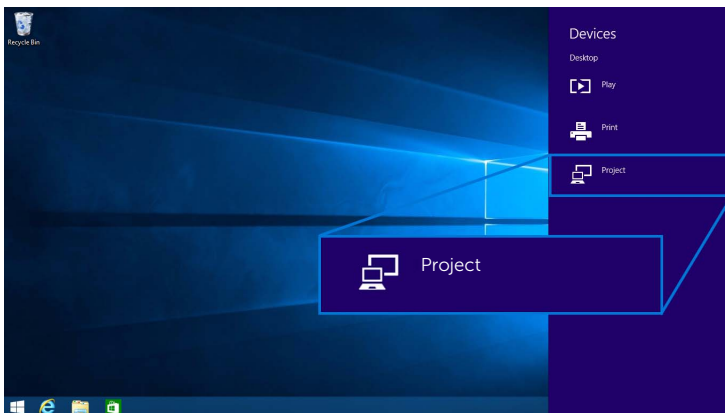 Recycle Bin
Devices
Desktop
Play
Print
Project
Project